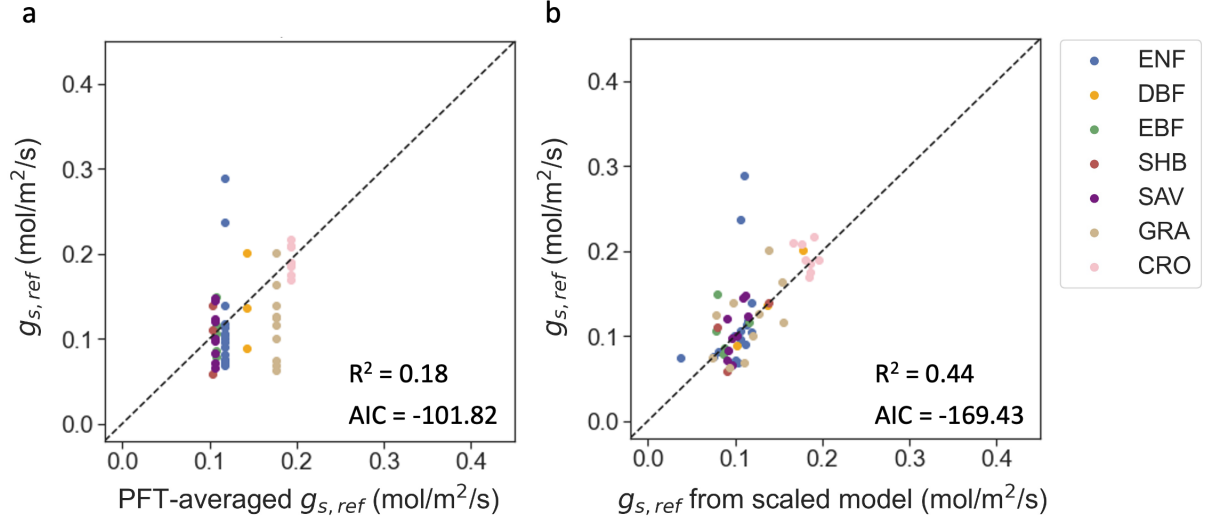 a
b
0.4
0.3
0.2
0.1
0.0
g_{s,ref} (mol/m²/s)
R² = 0.18
AIC = -101.82
0.0 0.1 0.2 0.3 0.4
PFT-averaged g_{s,ref} (mol/m²/s)
0.4
0.3
0.2
0.1
0.0
g_{s,ref} (mol/m²/s)
R² = 0.44
AIC = -169.43
0.0 0.1 0.2 0.3 0.4
g_{s,ref} from scaled model (mol/m²/s)
ENF
DBF
EBF
SHB
SAV
GRA
CRO